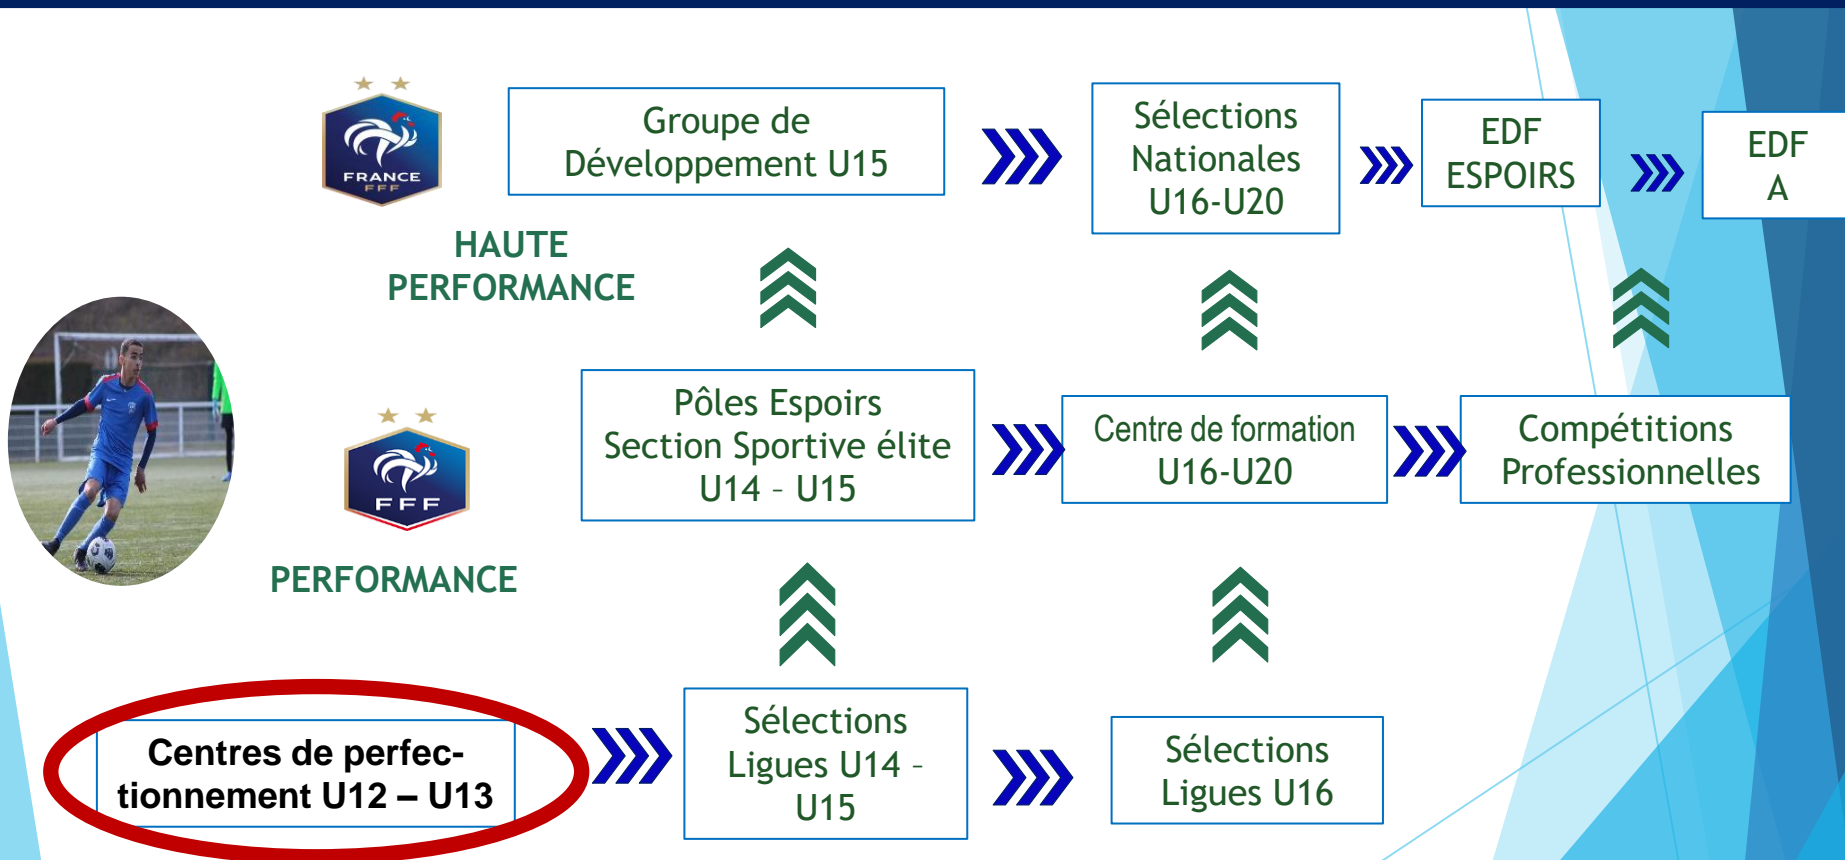 FRANCE
FFF
HAUTE
PERFORMANCE
Groupe de
Développement U15
Sélections
Nationales
U16-U20
EDF
ESPOIRS
EDF
A
FFF
PERFORMANCE
Pôles Espoirs
Section Sportive élite
U14 – U15
Centre de formation
U16-U20
Compétitions
Professionnelles
Centres de perfec-
tionnement U12 – U13
Sélections
Ligues U14 –
U15
Sélections
Ligues U16